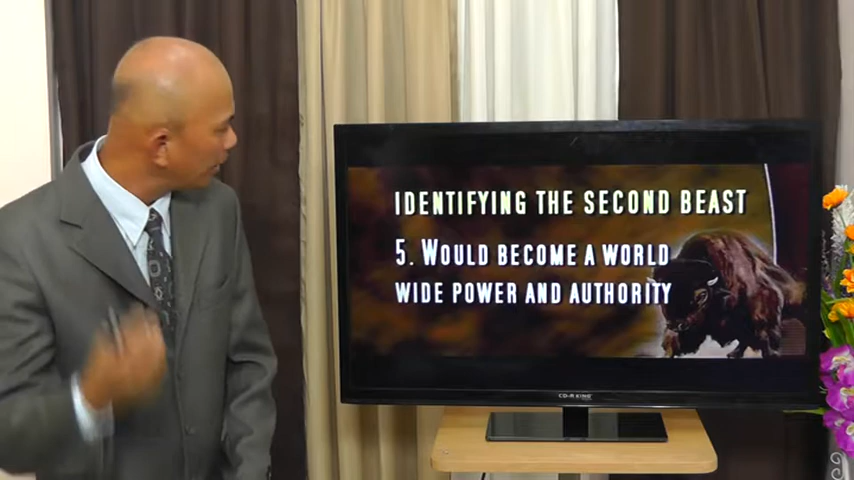 IDENTIFYING THE SECOND BEAST
5. WOULD BECOME A WORLD
WIDE POWER AND AUTHORITY
CD-R KING